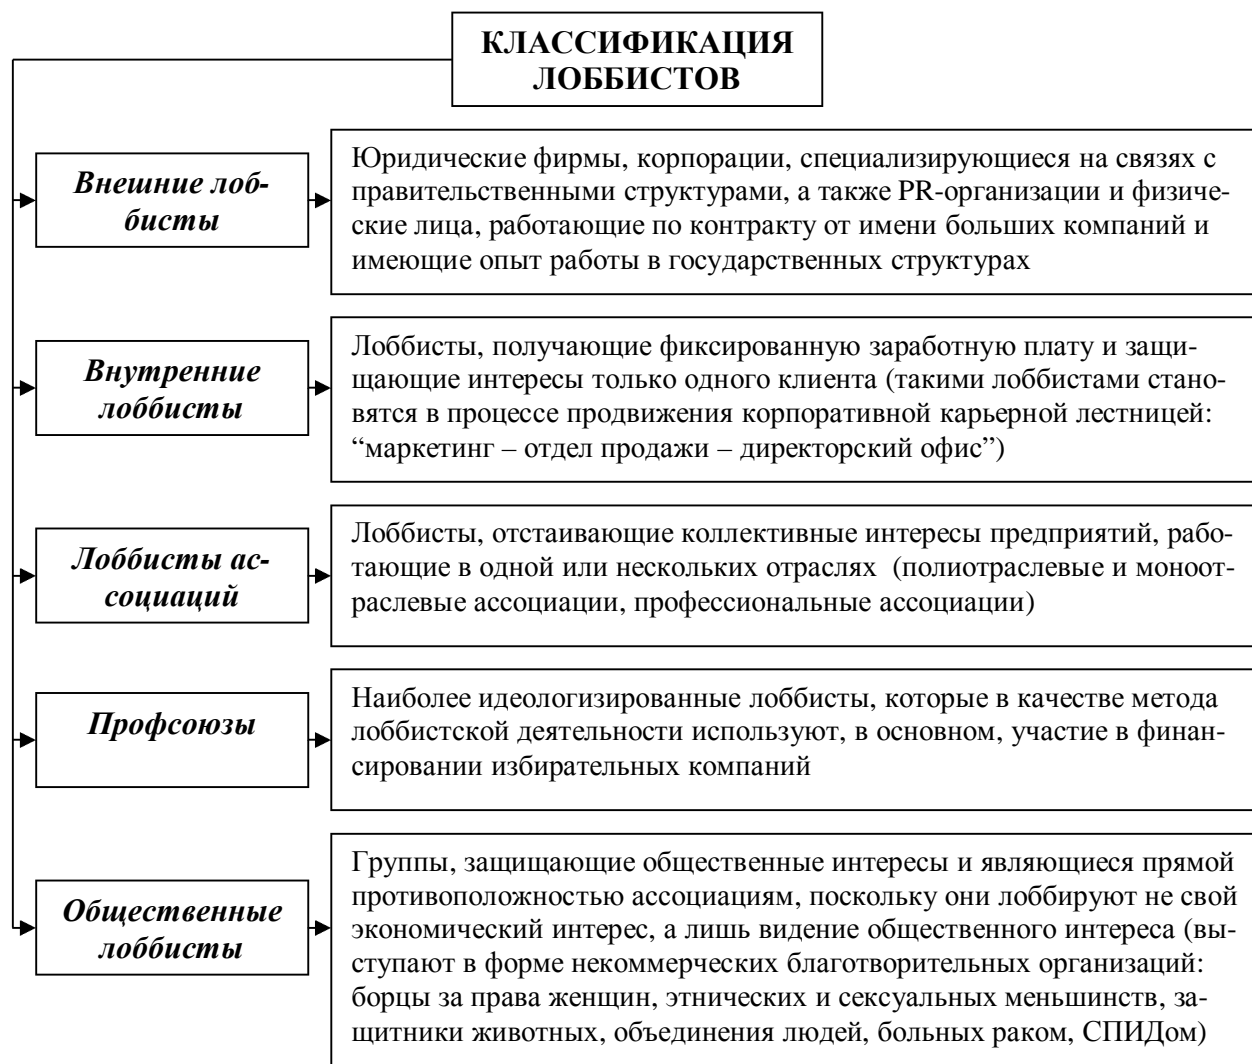 КЛАССИФИКАЦИЯ
ЛОББИСТОВ
Внешние лоб-
бисты
Юридические фирмы, корпорации, специализирующиеся на связях с
правительственными структурами, а также PR-организации и физиче-
ские лица, работающие по контракту от имени больших компаний и
имеющие опыт работы в государственных структурах
Внутренние
лоббисты
Лоббисты, получающие фиксированную заработную плату и защи-
щающие интересы только одного клиента (такими лоббистами стано-
вятся в процессе продвижения корпоративной карьерной лестницей:
“маркетинг – отдел продажи – директорский офис”)
Лоббисты ас-
социаций
Лоббисты, отстаивающие коллективные интересы предприятий, рабо-
тающие в одной или нескольких отраслях (полиотраслевые и моноот-
раслевые ассоциации, профессиональные ассоциации)
Профсоюзы
Наиболее идеологизированные лоббисты, которые в качестве метода
лоббистской деятельности используют, в основном, участие в финан-
сировании избирательных компаний
Общественные
лоббисты
Группы, защищающие общественные интересы и являющиеся прямой
противоположностью ассоциациям, поскольку они лоббируют не свой
экономический интерес, а лишь видение общественного интереса (вы-
ступают в форме некоммерческих благотворительных организаций:
борцы за права женщин, этнических и сексуальных меньшинств, за-
щитники животных, объединения людей, больных раком, СПИДом)